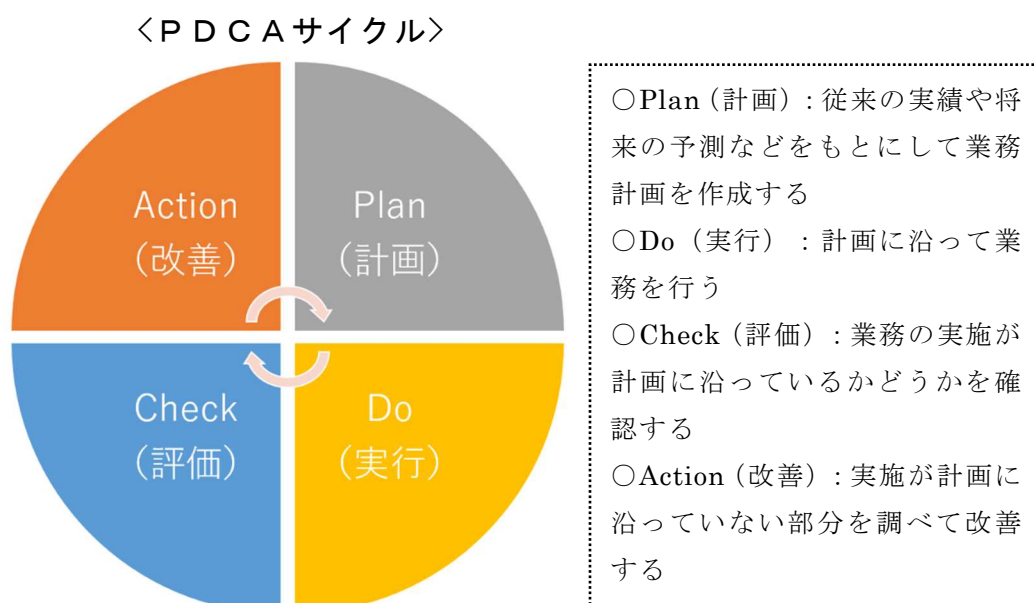 〈ＰＤＣＡサイクル〉
Action
（改善）
Plan
（計画）
Check
（評価）
Do
（実行）
○Plan（計画）：従来の実績や将
来の予測などをもとにして業務
計画を作成する
○Do（実行）：計画に沿って業
務を行う
○Check（評価）：業務の実施が
計画に沿っているかどうかを確
認する
○Action（改善）：実施が計画に
沿っていない部分を調べて改善
する